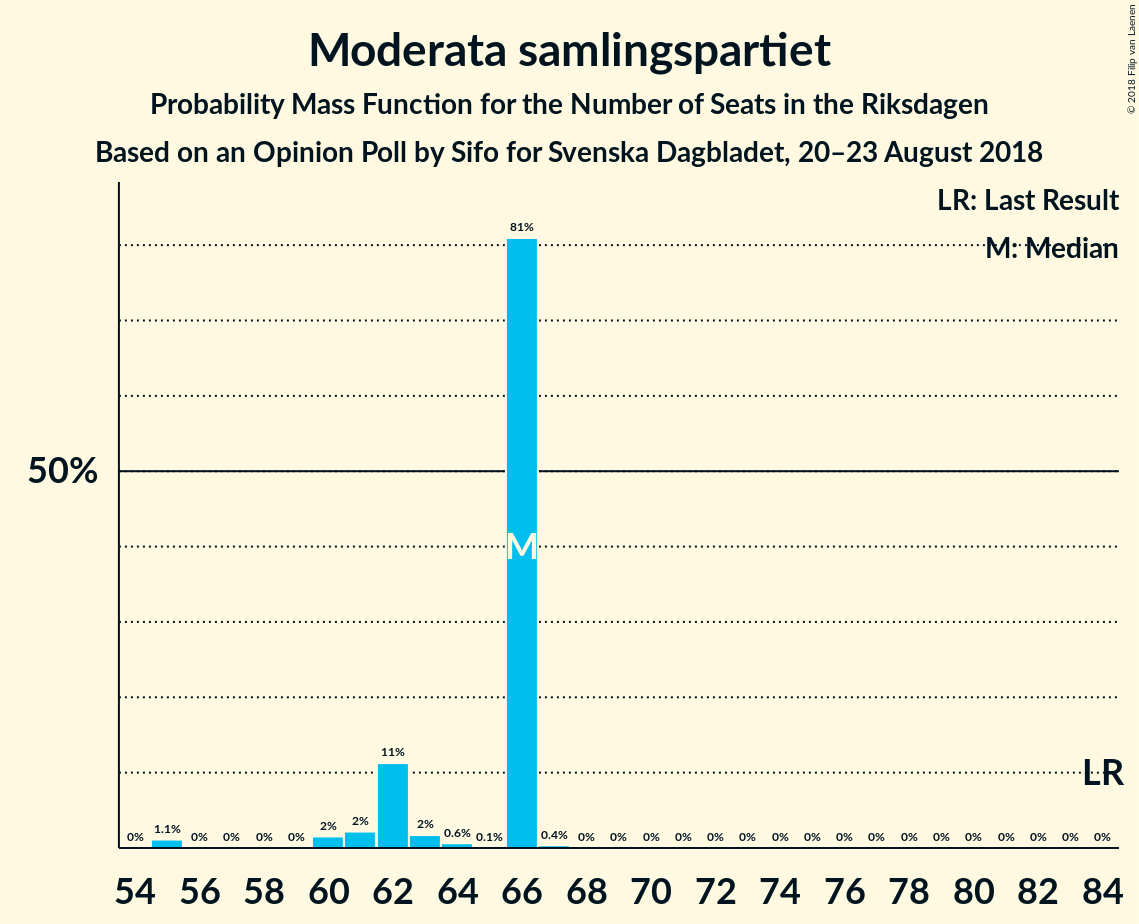 © 2018 Filip van Laenen
Moderata samlingspartiet
Probability Mass Function for the Number of Seats in the Riksdagen
Based on an Opinion Poll by Sifo for Svenska Dagbladet, 20–23 August 2018
LR: Last Result
M: Median
81%
50%
M
11%
LR
0% 1.1% 0% 0% 0% 0% 2% 2% 2% 0.6% 0.1% 0.4% 0% 0% 0% 0% 0% 0% 0% 0% 0% 0% 0% 0% 0% 0% 0% 0% 0%
54 56 58 60 62 64 66 68 70 72 74 76 78 80 82 84